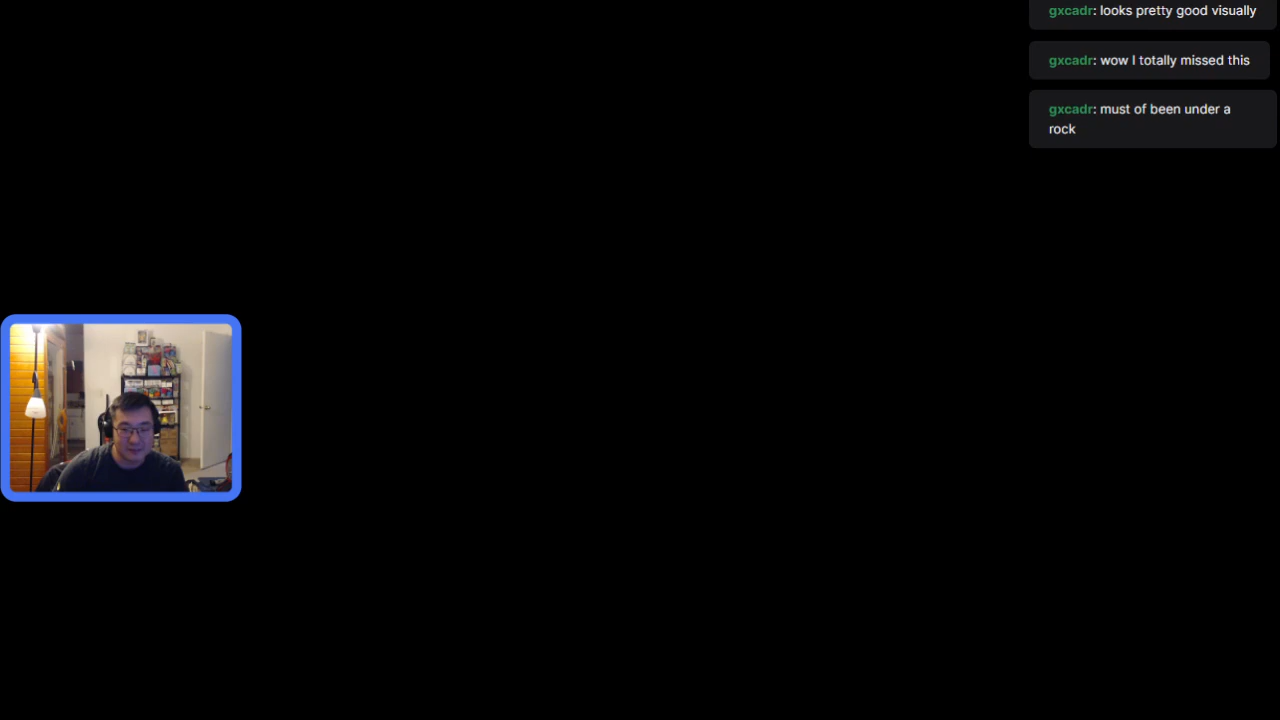 gxcadr: looks pretty good visually
gxcadr: wow I totally missed this
gxcadr: must of been under a
rock